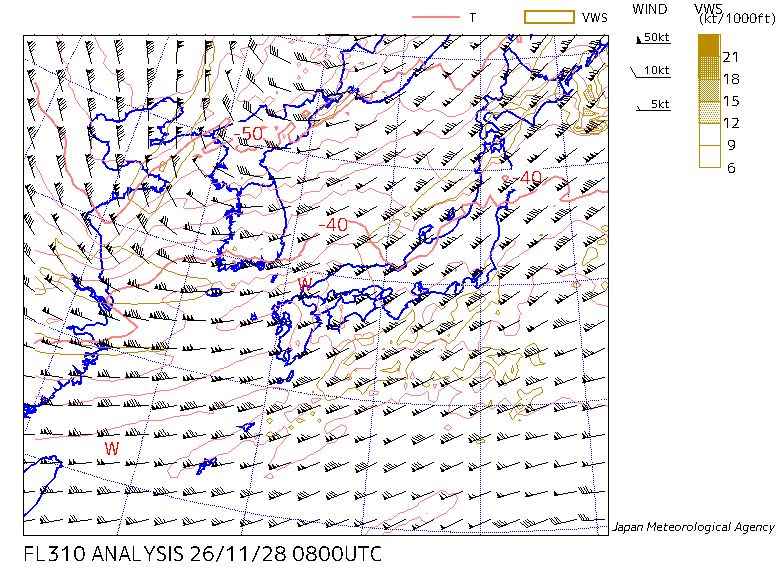 T VWS WIND VWS
(kt/1000ft)
50kt
10kt
5kt
21
18
15
12
9
6
-50
-40
-40
W
W
Japan Meteorological Agency
FL310 ANALYSIS 26/11/28 0800UTC